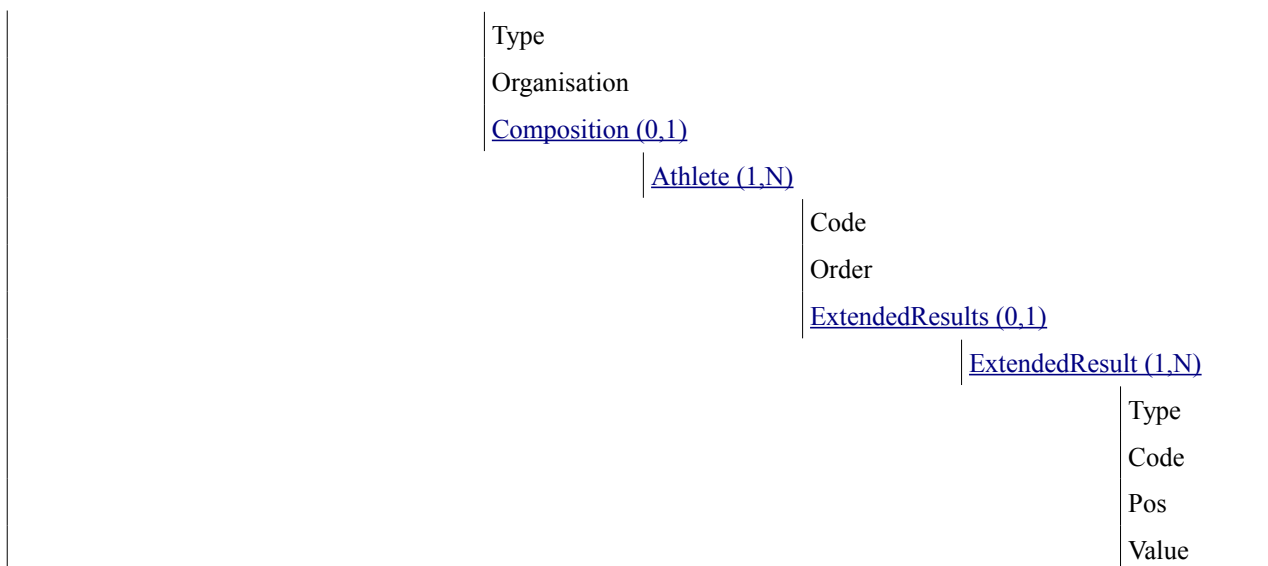 Type
Organisation
Composition (0,1)
Athlete (1,N)
Code
Order
ExtendedResults (0,1)
ExtendedResult (1,N)
Type
Code
Pos
Value